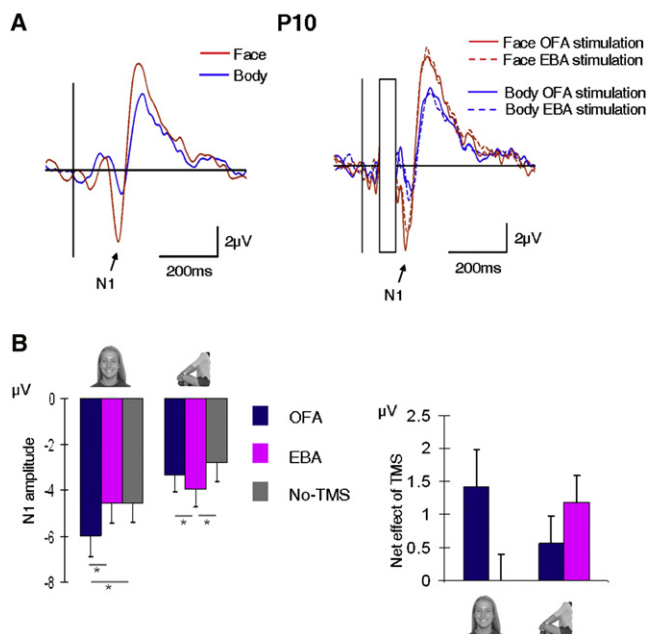 A
Face
Body
2µV
200ms
N1
P10
Face OFA stimulation
Face EBA stimulation
Body OFA stimulation
Body EBA stimulation
2µV
200ms
N1
B
µV
0
-2
-4
-6
-8
N1 amplitude
*
*
*
*
OFA
EBA
No-TMS
µV
2.5
2
1.5
1
0.5
0
Net effect of TMS